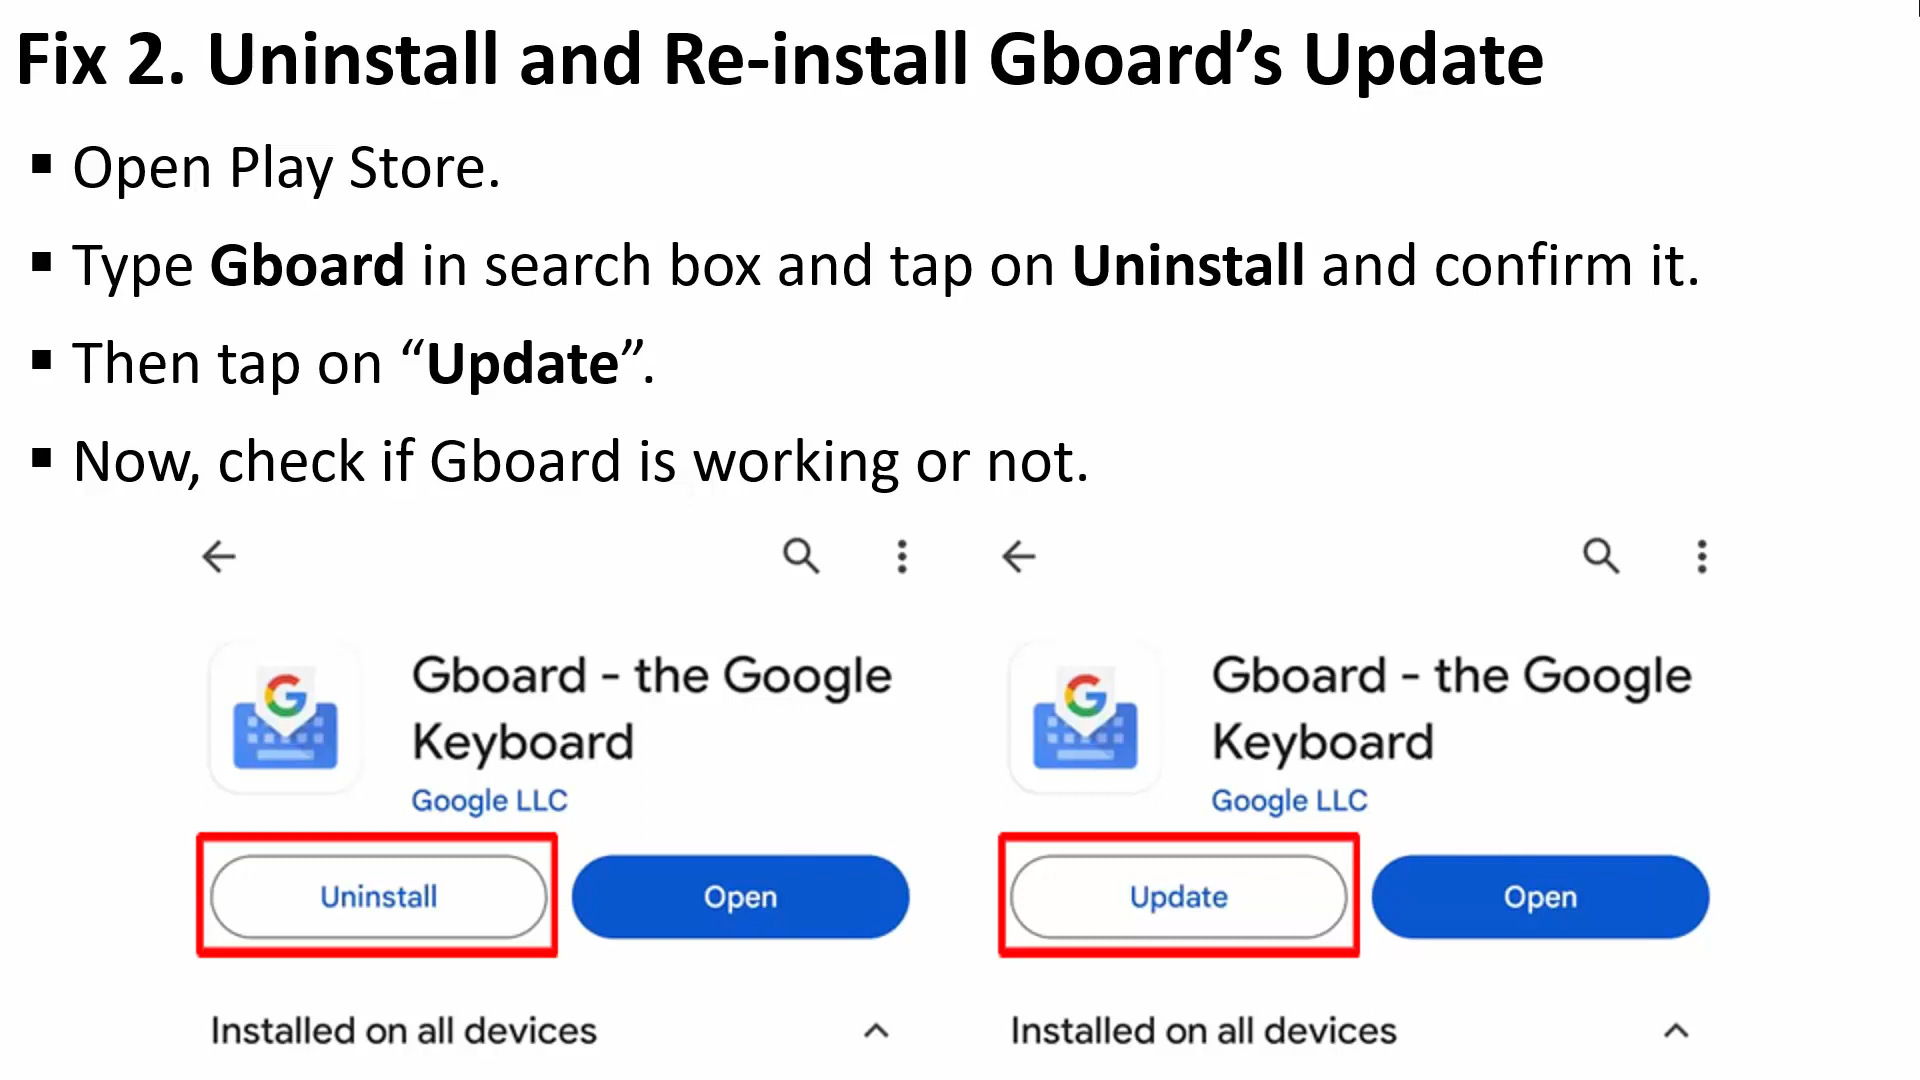 Fix 2. Uninstall and Re-install Gboard’s Update
▪ Open Play Store.
▪ Type Gboard in search box and tap on Uninstall and confirm it.
▪ Then tap on “Update”.
▪ Now, check if Gboard is working or not.
Gboard - the Google
Keyboard
Google LLC
Uninstall
Open
Installed on all devices
Gboard - the Google
Keyboard
Google LLC
Update
Open
Installed on all devices